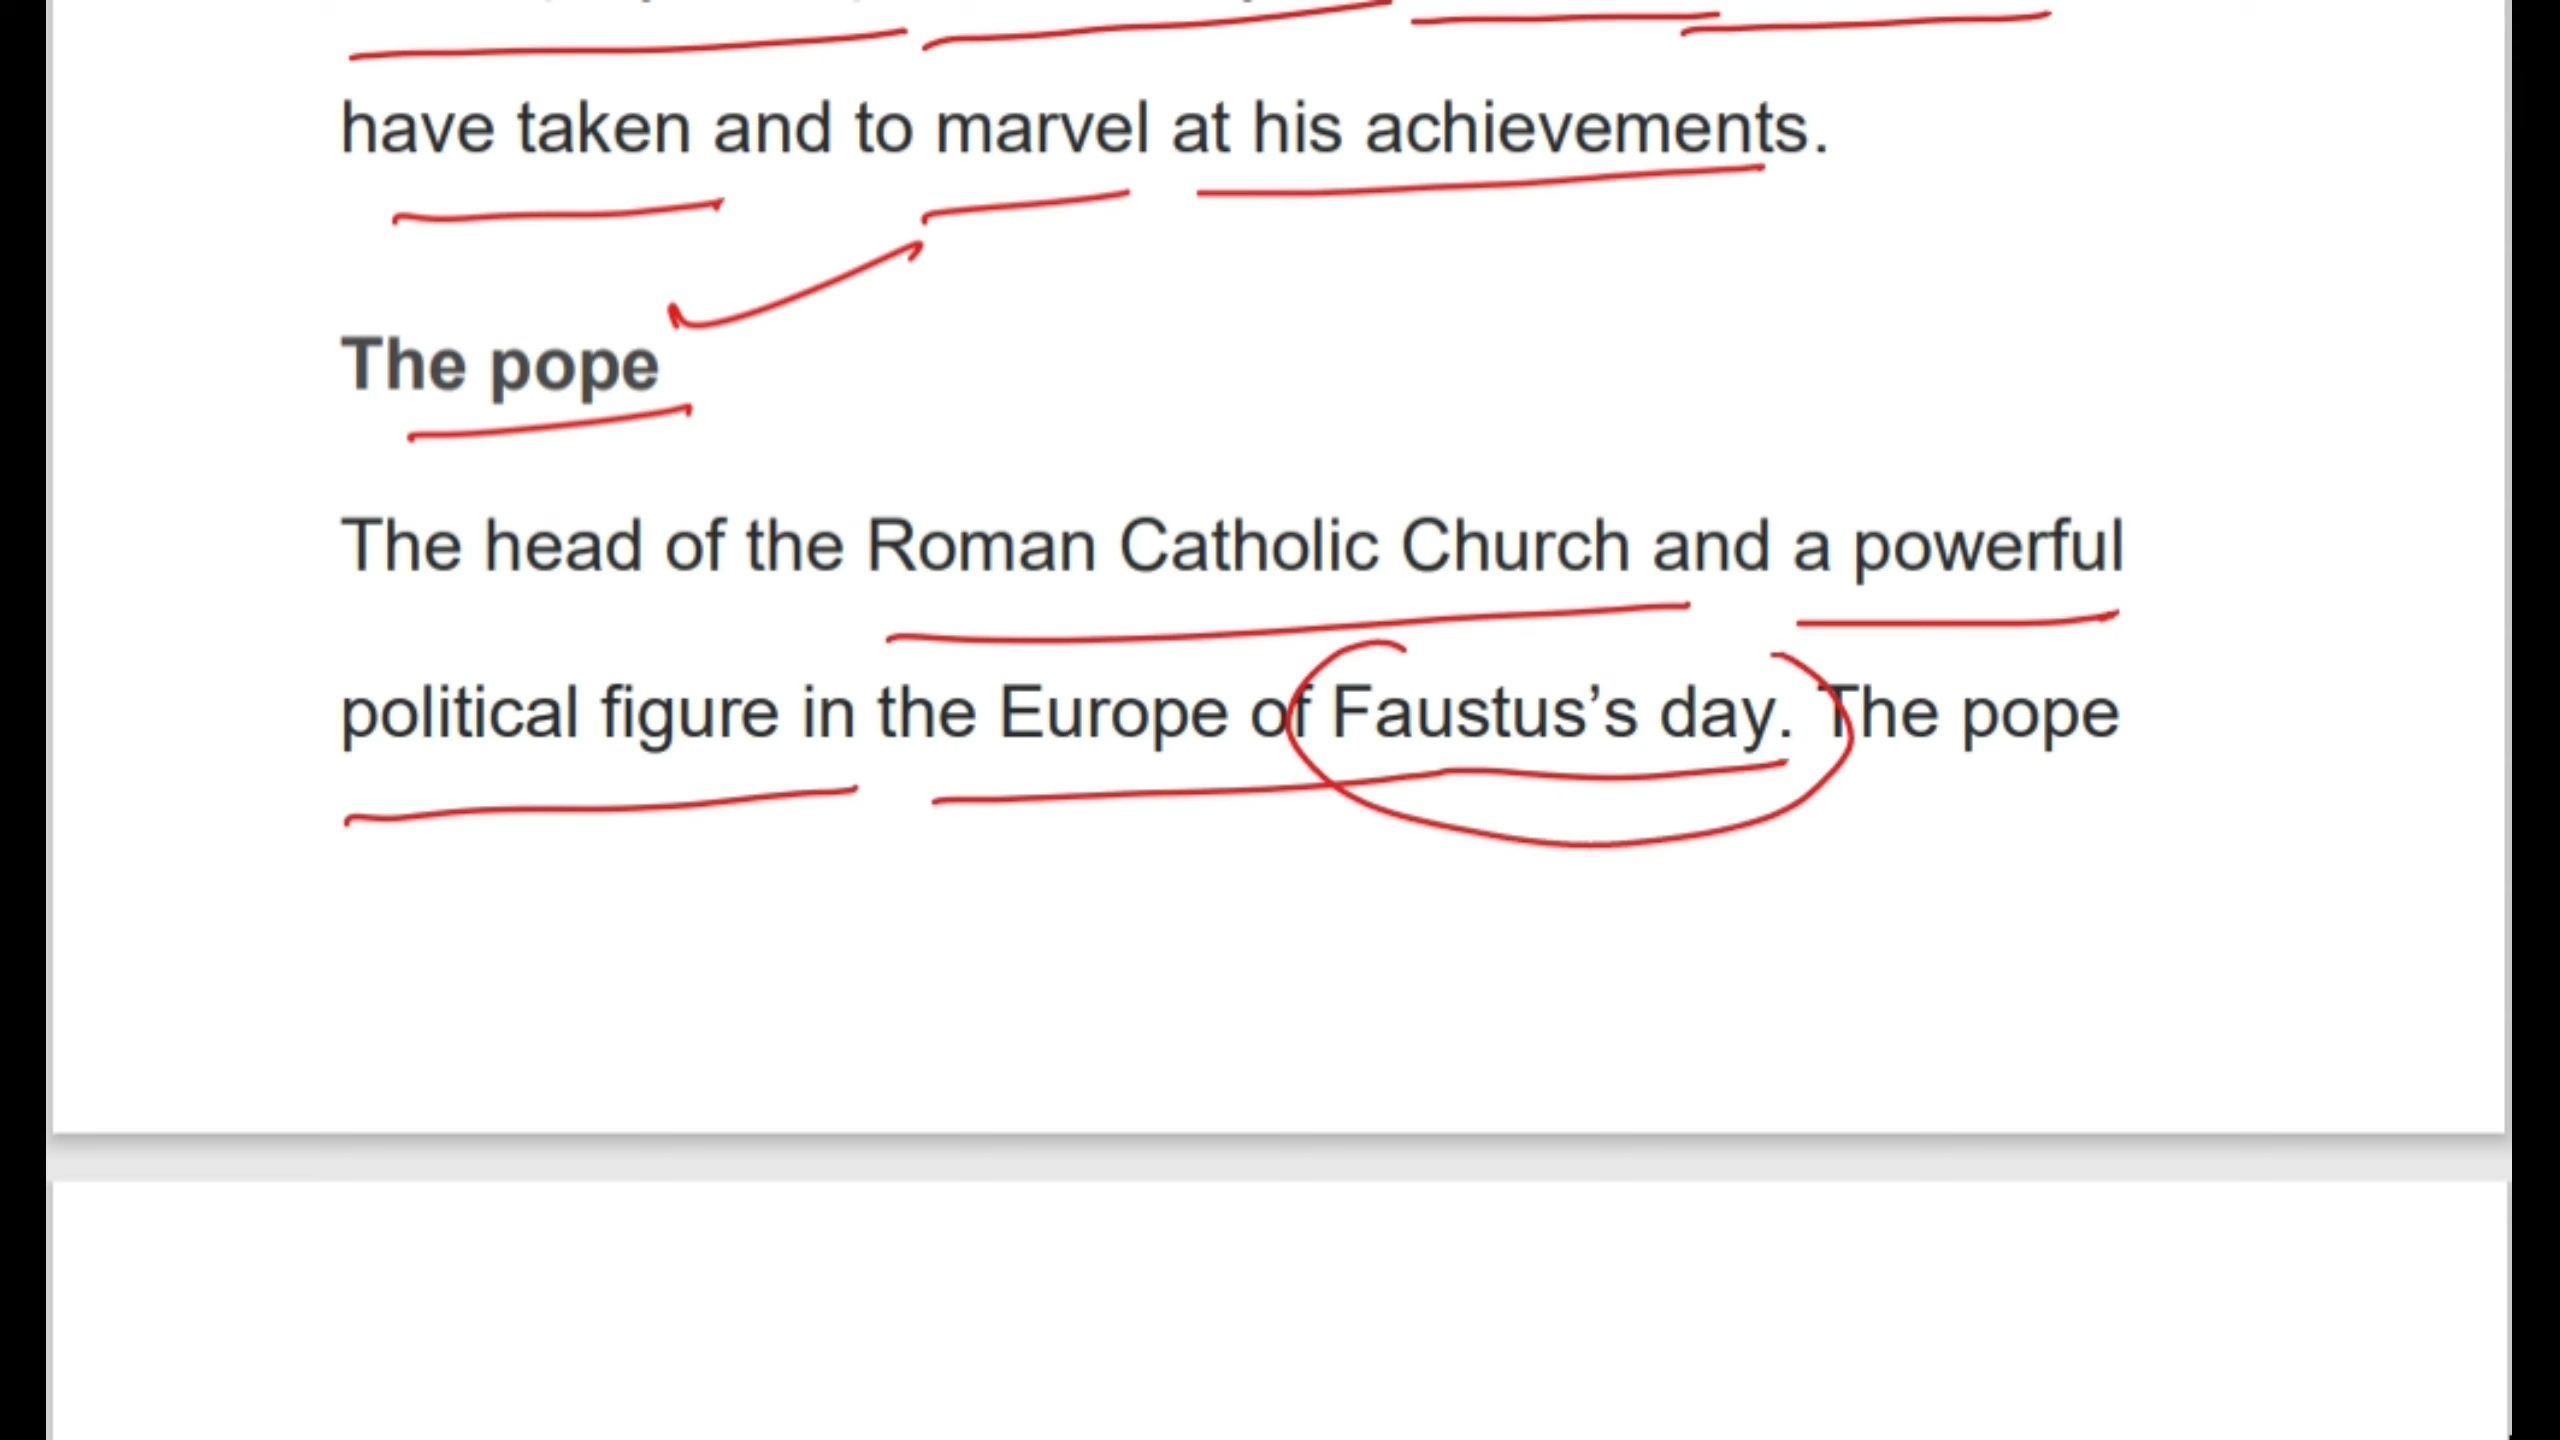 have taken and to marvel at his achievements.
The pope
The head of the Roman Catholic Church and a powerful
political figure in the Europe of Faustus’s day. The pope